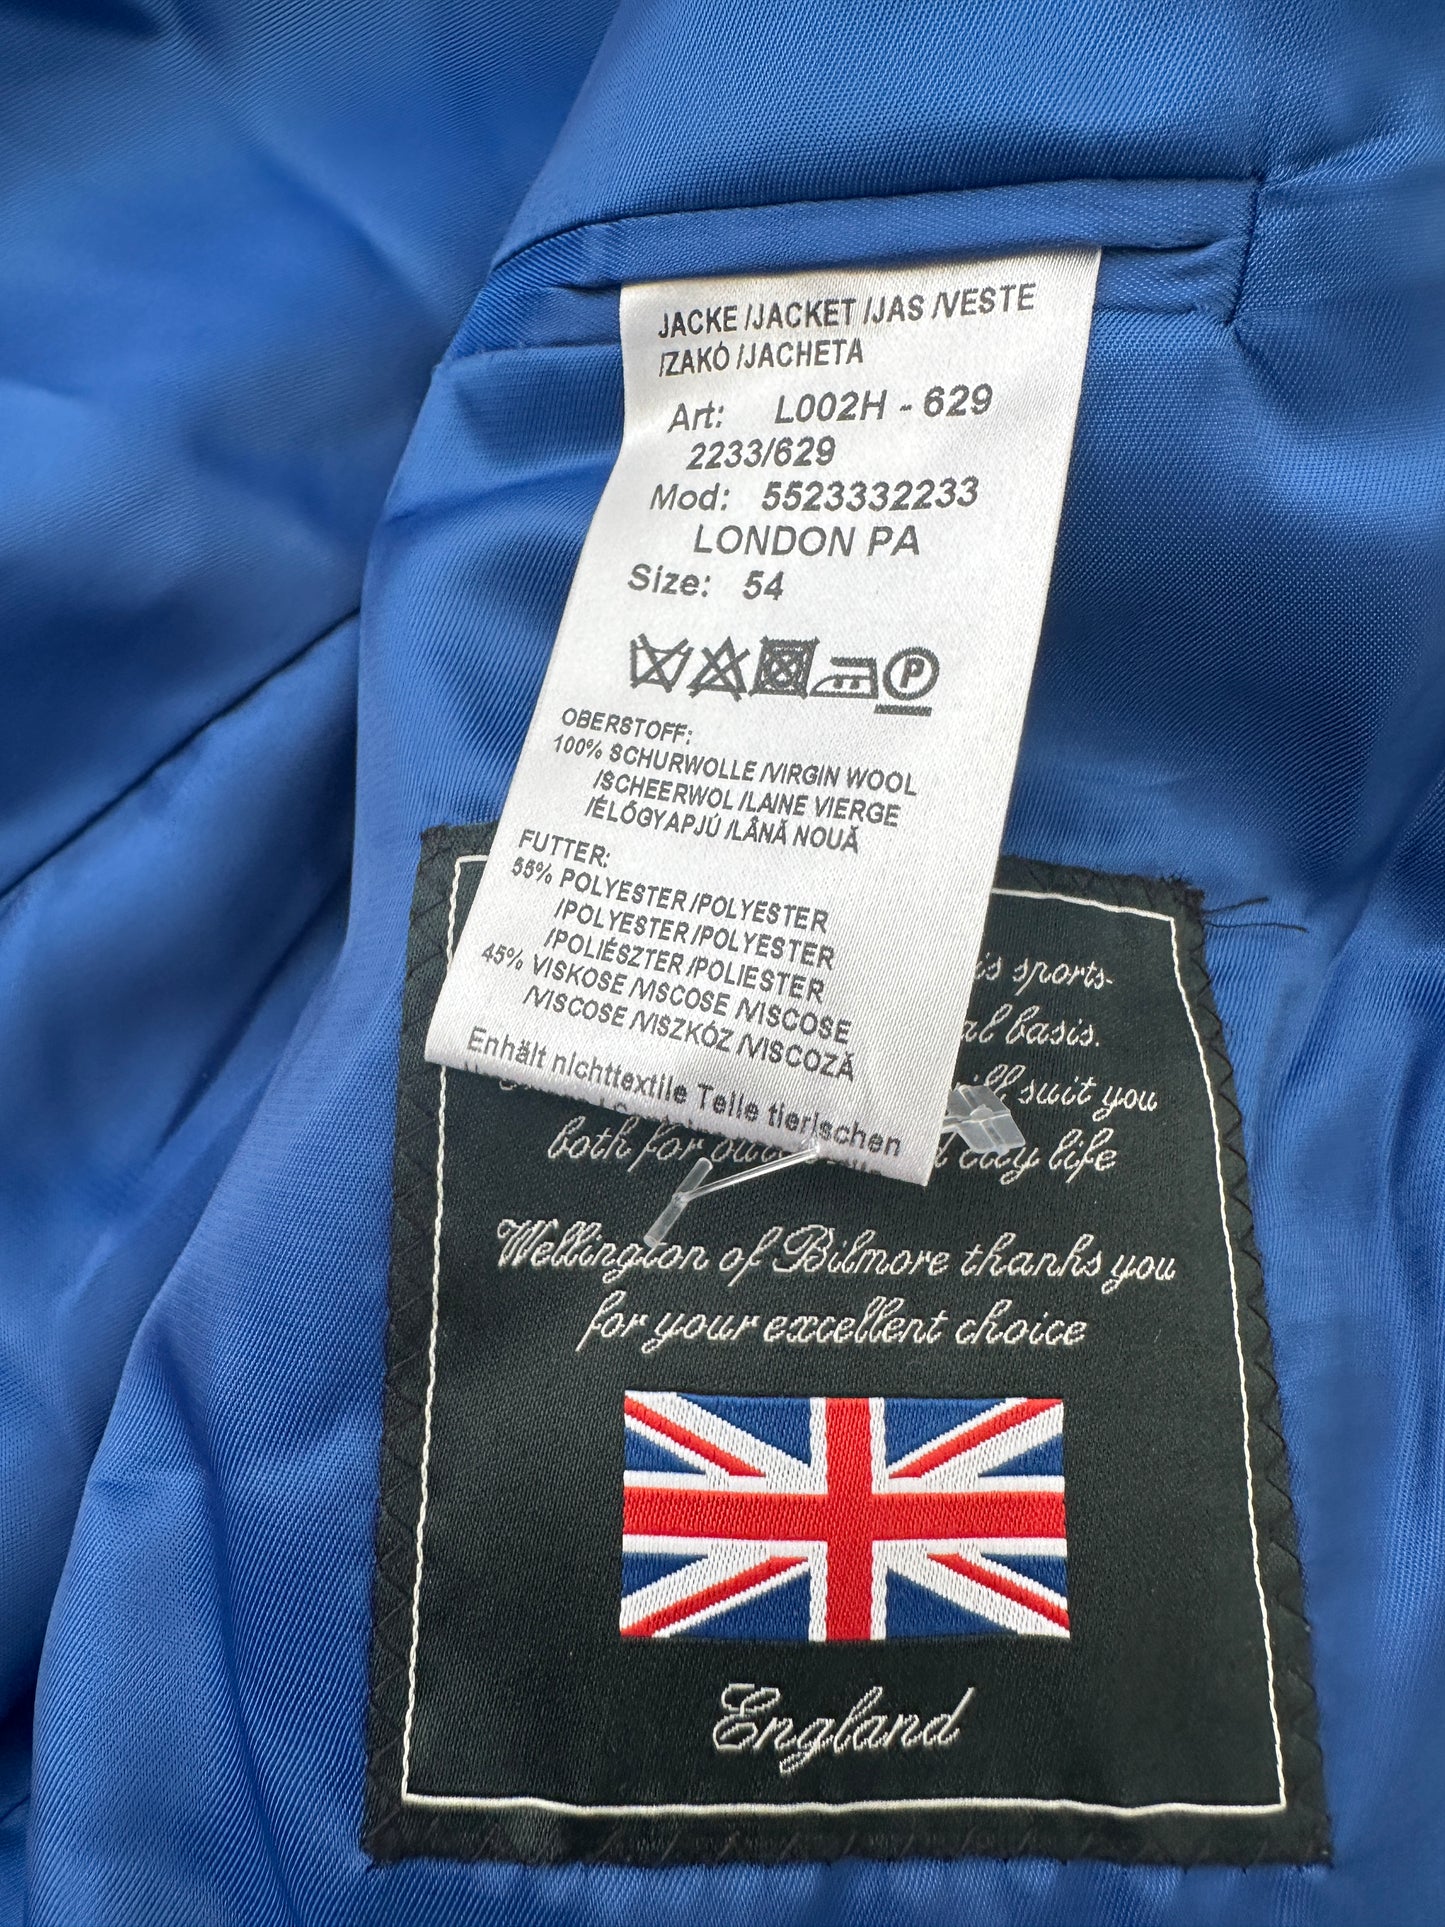 JACKE /JACKET /JAS /VESTE
/ZAKÓ /JACHETA
Art: L002H - 629
2233/629
Mod: 5523332233
LONDON PA
Size: 54
P
OBERSTOFF:
100% SCHURWOLLE /VIRGIN WOOL
/SCHEERWOL /LAINE VIERGE
/ÉLŐGYAPJÚ /LÂNĂ NOUĂ
FUTTER:
55% POLYESTER /POLYESTER
/POLYESTER /POLYESTER
/POLIÉSZTER /POLIESTER
45% VISKOSE /VISCOSE /VISCOSE
/VISCOSE /VISZKÓZ /VISCOZĂ
Enhält nichttextile Teile tierischen
sports-
basis.
suit you
both for city life
Wellington of Bilmore thanks you
for your excellent choice
England